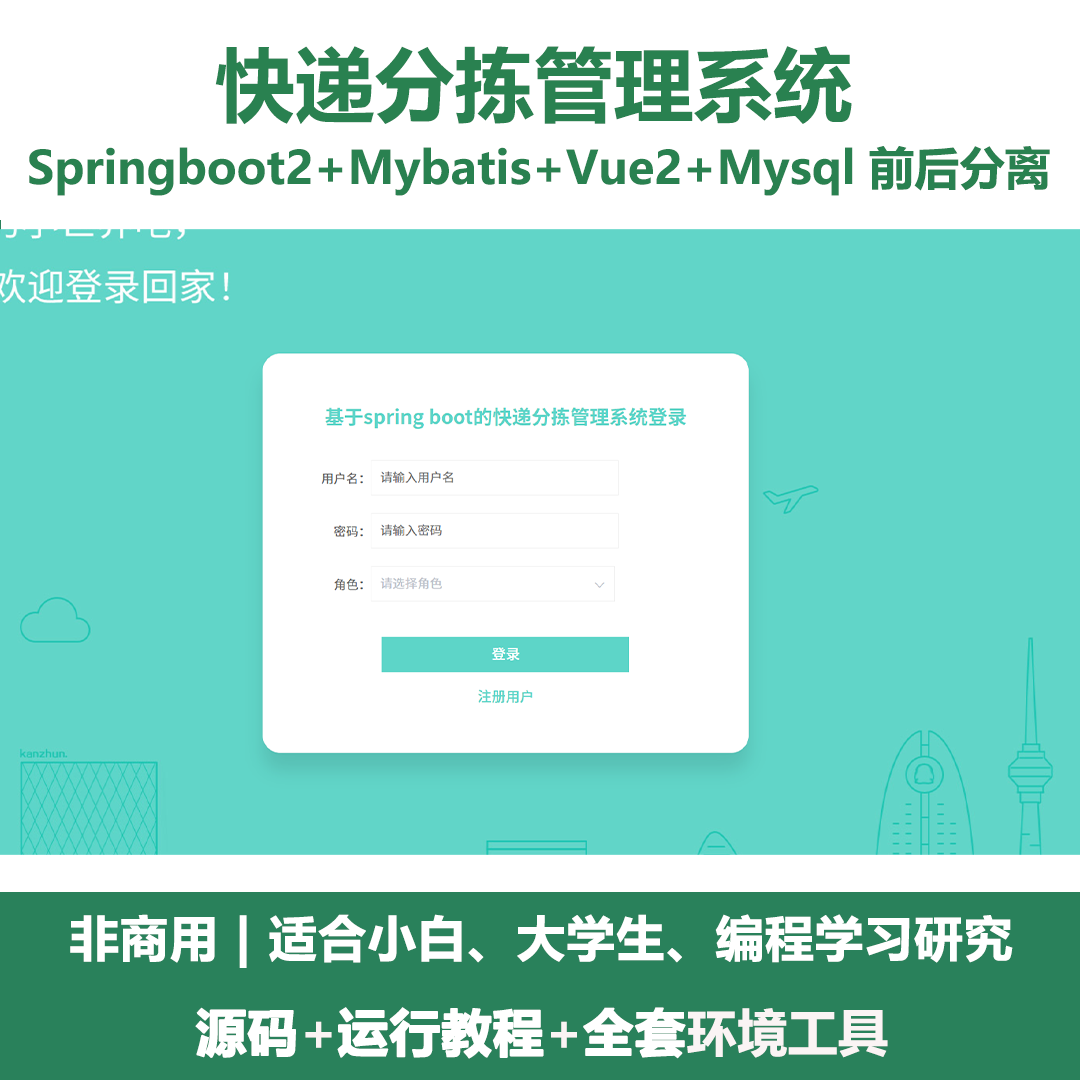 快递分拣管理系统
Springboot2+Mybatis+Vue2+Mysql 前后分离
欢迎登录回家!
基于spring boot的快递分拣管理系统登录
用户名: 请输入用户名
密码: 请输入密码
角色: 请选择角色
登录
注册用户
kanzhun.
非商用|适合小白、大学生、编程学习研究
源码+运行教程+全套环境工具